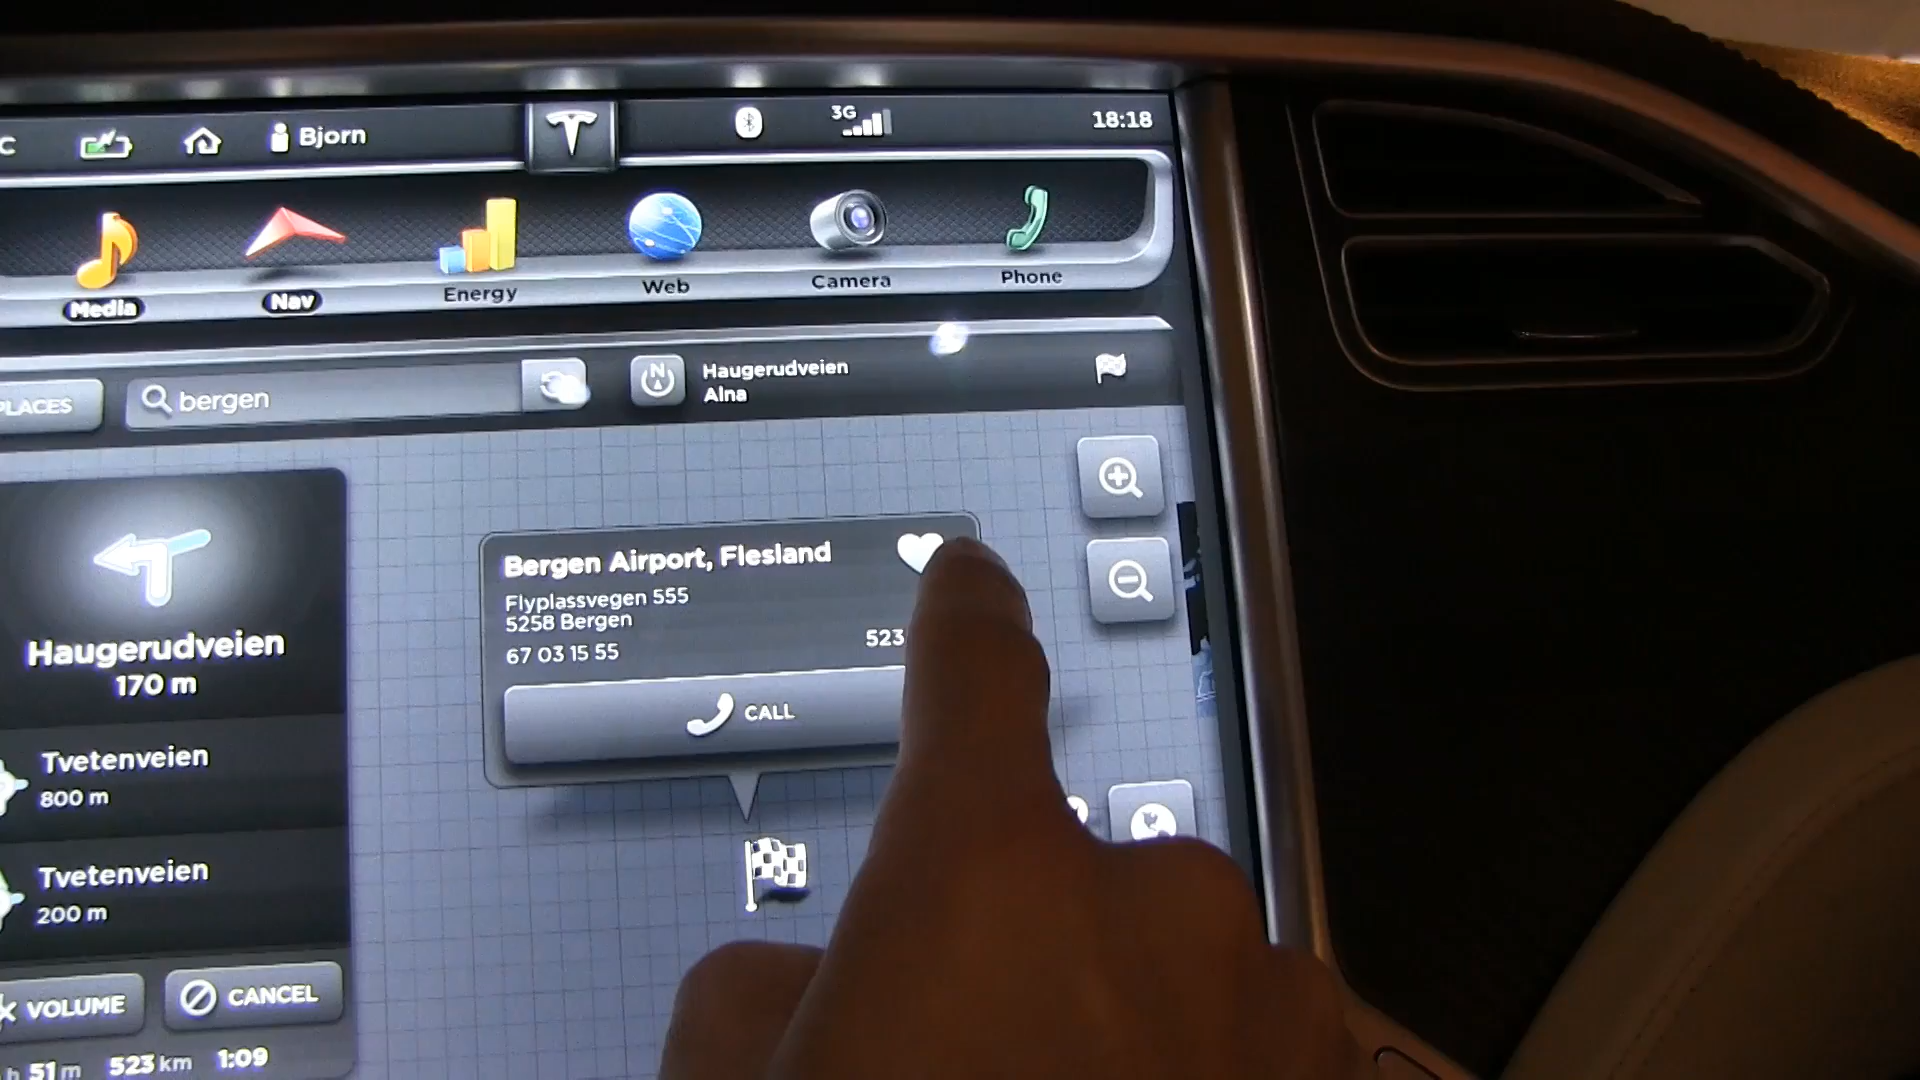 C
Bjorn
3G
18:18
Media
Nav
Energy
Web
Camera
Phone
PLACES
bergen
N
Haugerudveien
Alna
Bergen Airport, Flesland
Flyplassvegen 555
5258 Bergen
67 03 15 55
523
CALL
Haugerudveien
170 m
Tvetenveien
800 m
Tvetenveien
200 m
VOLUME
CANCEL
h 51 m
523 km
1:09